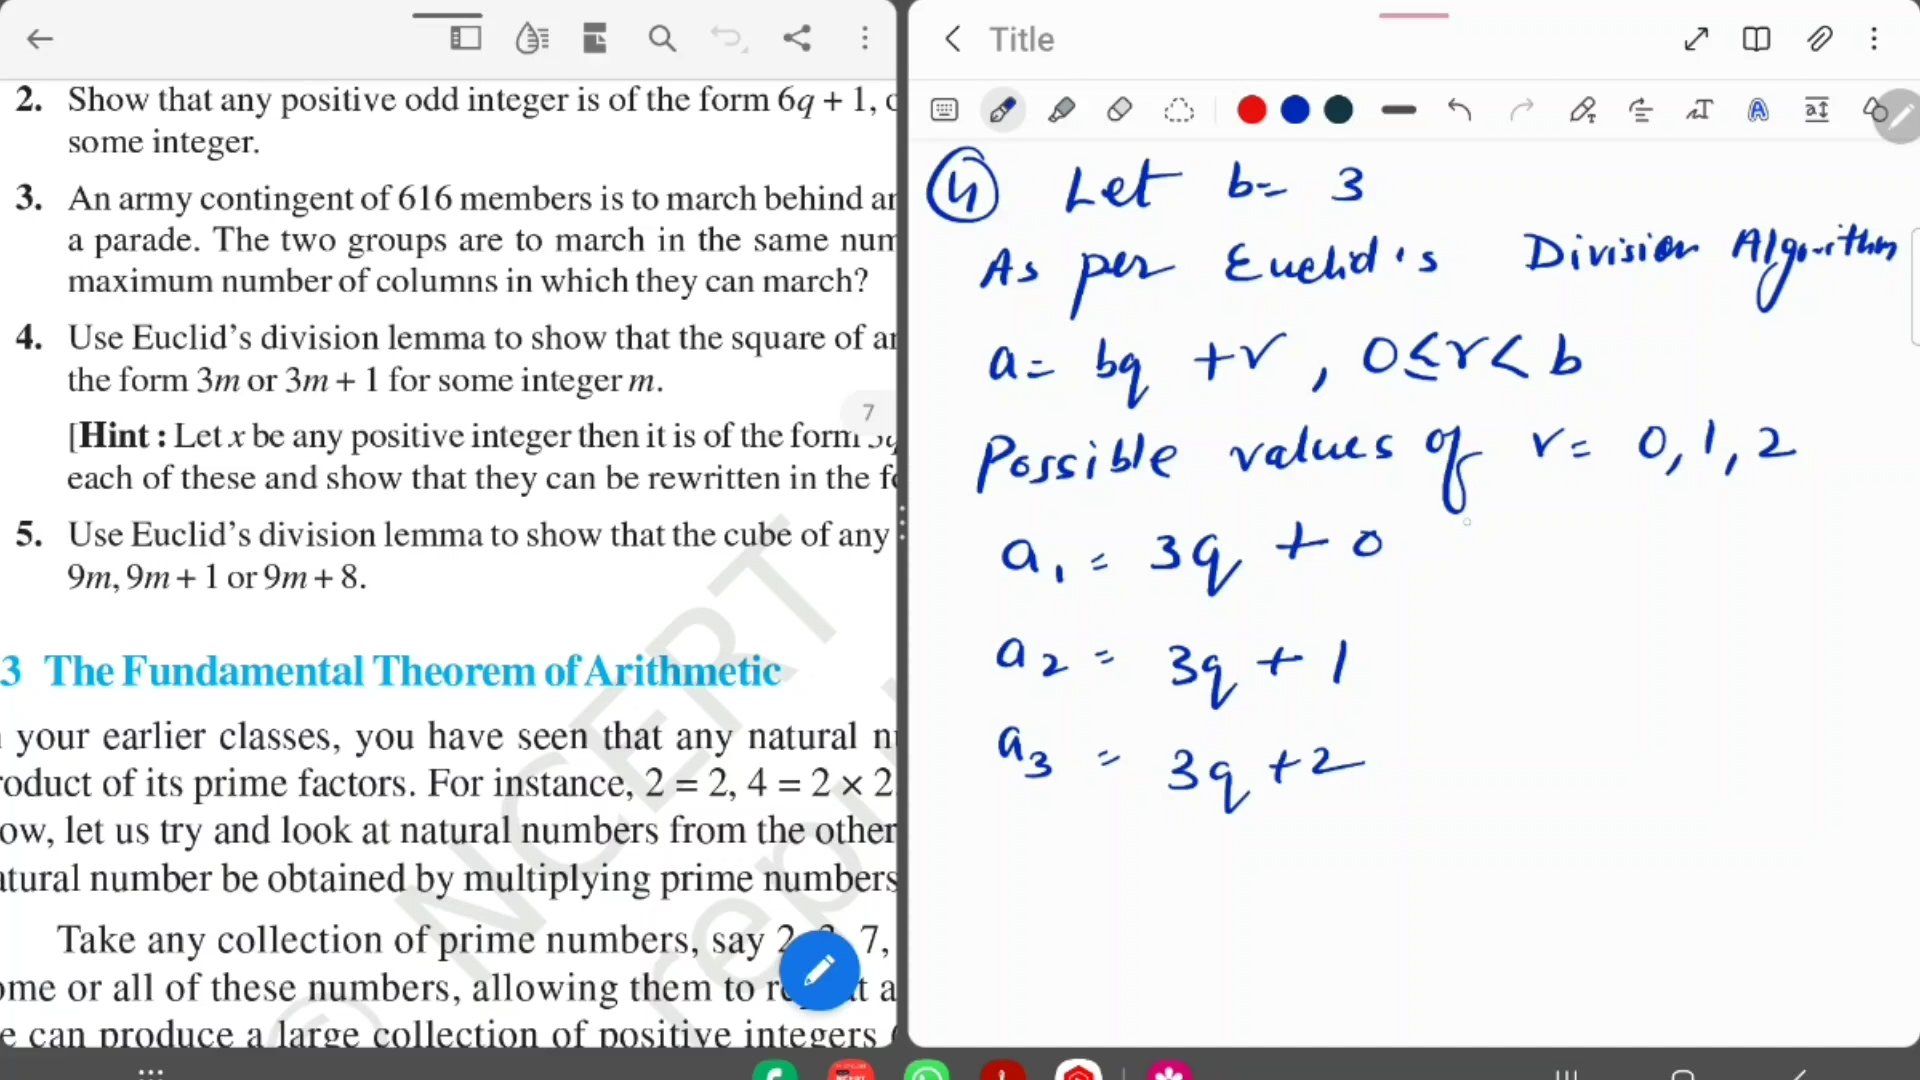 2. Show that any positive odd integer is of the form 6q + 1,
some integer.
3. An army contingent of 616 members is to march behind
a parade. The two groups are to march in the same num
maximum number of columns in which they can march?
4. Use Euclid's division lemma to show that the square of
the form 3m or 3m + 1 for some integer m.
7
[Hint : Let x be any positive integer then it is of the form
each of these and show that they can be rewritten in the
5. Use Euclid's division lemma to show that the cube of any
9m, 9m + 1 or 9m + 8.
3 The Fundamental Theorem of Arithmetic
your earlier classes, you have seen that any natural
roduct of its prime factors. For instance, 2 = 2, 4 = 2 × 2
ow, let us try and look at natural numbers from the other
atural number be obtained by multiplying prime numbers
Take any collection of prime numbers, say 2, 7,
ome or all of these numbers, allowing them to
e can produce a large collection of positive integers
© NCERT
Title
4 Let b = 3
As per Euclid's Division Algorithm
a = bq + r, 0 ≤ r < b
Possible values of r = 0, 1, 2
a1 = 3q + 0
a2 = 3q + 1
a3 = 3q + 2